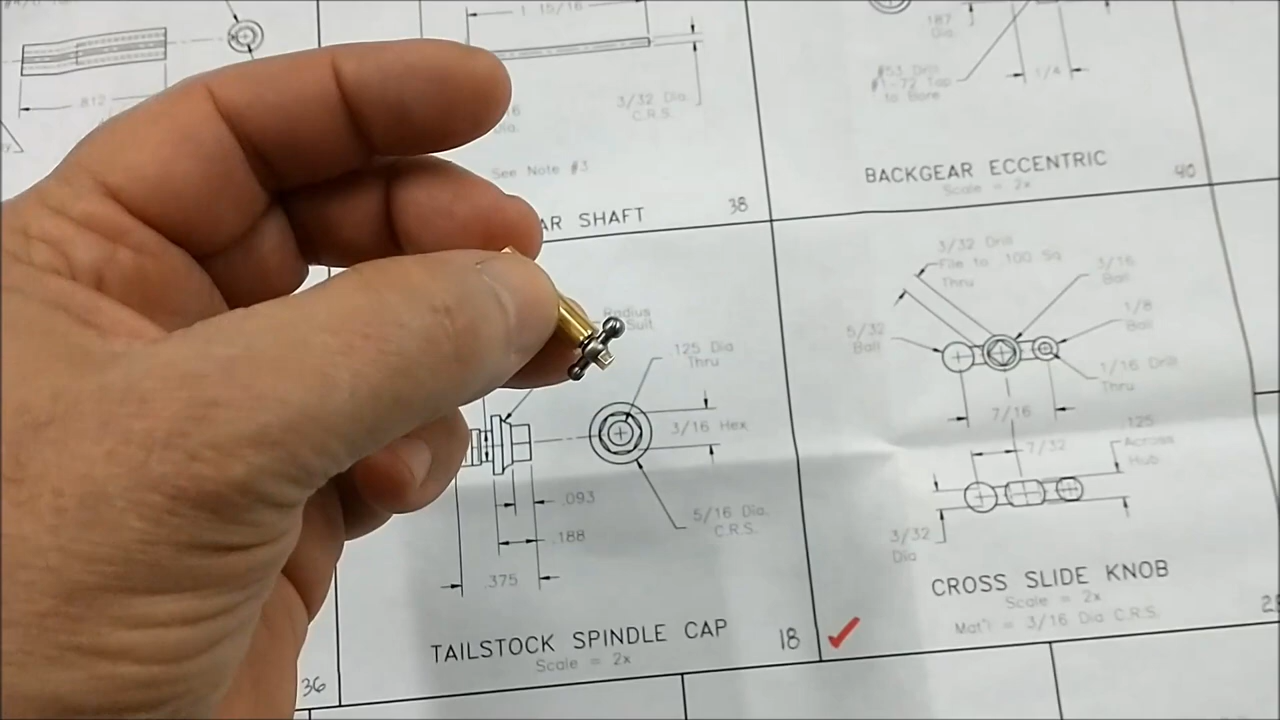 .812
1 15/16
3/32 Dia.
C.R.S.
Dia.
See Note #3
AR SHAFT
38
.187
Dia.
#53 Drill
#1-72 Tap
to Bore
1/4
BACKGEAR ECCENTRIC
Scale = 2x
40
Radius
.125 Dia
Thru
3/16 Hex
5/16 Dia.
C.R.S.
.093
.188
.375
TAILSTOCK SPINDLE CAP
Scale = 2x
18
36
3/32 Drill
File to .100 Sq.
Thru
3/16
Ball
1/8
Ball
5/32
Ball
1/16 Drill
Thru
7/16
7/32
.125
Across
Hub
3/32
Dia
CROSS SLIDE KNOB
Scale = 2x
Mat'l = 3/16 Dia C.R.S.